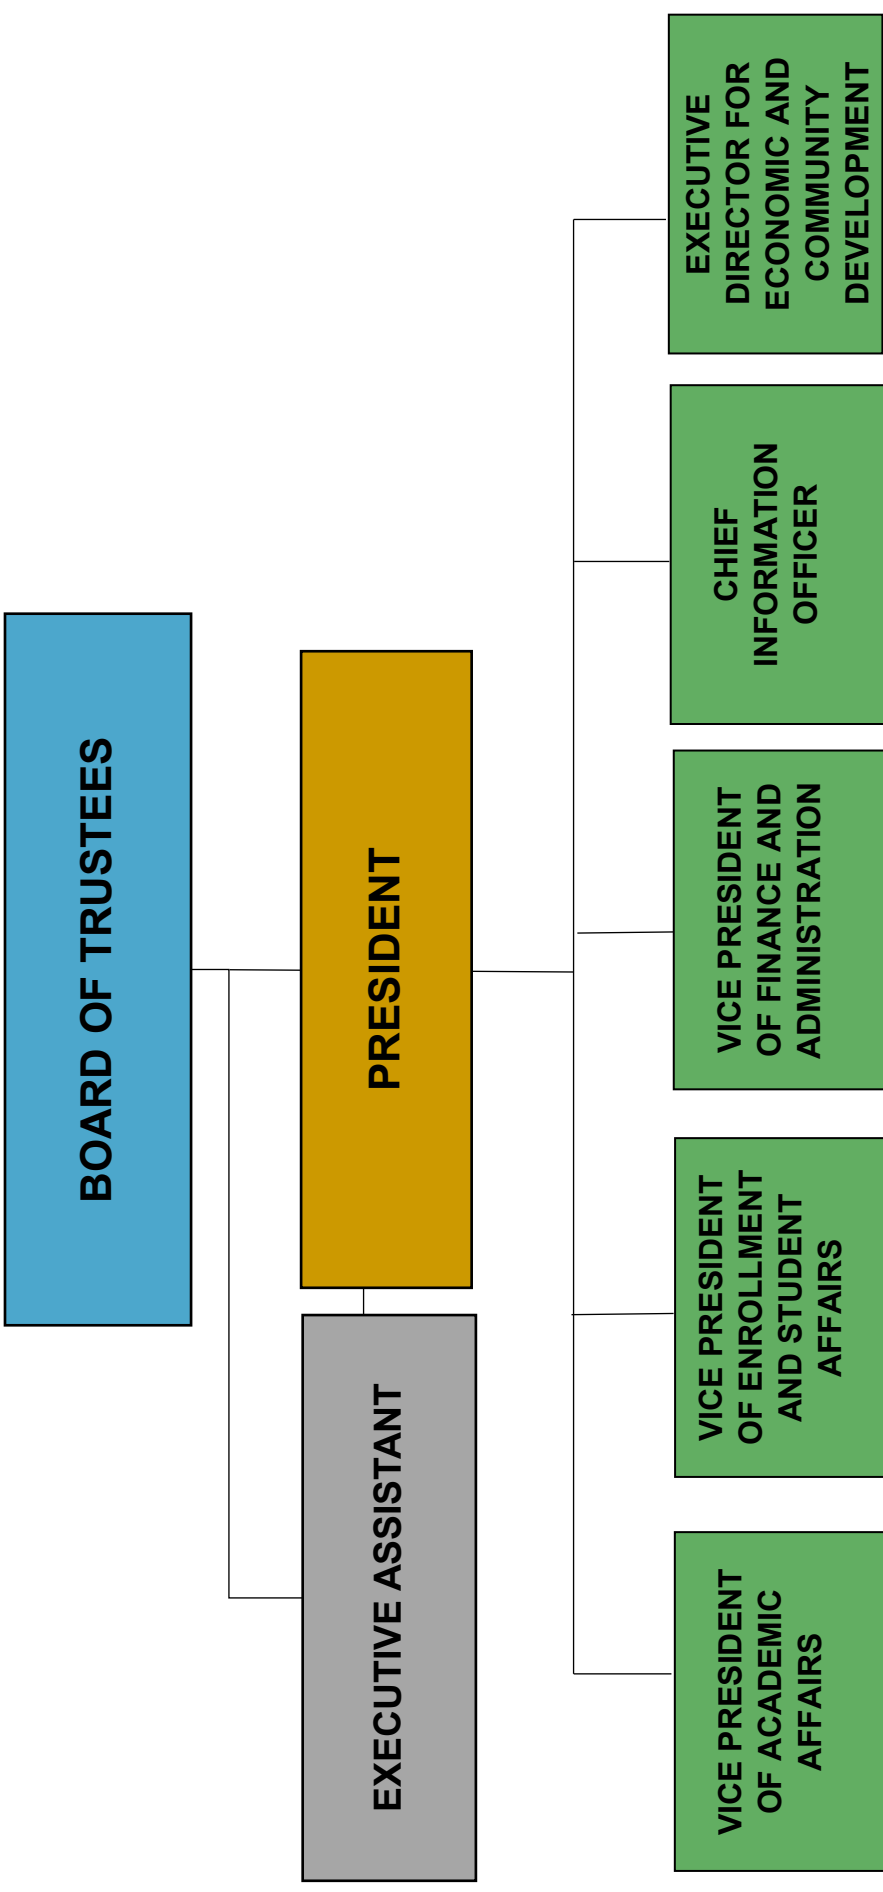 BOARD OF TRUSTEES
EXECUTIVE ASSISTANT
PRESIDENT
VICE PRESIDENT
OF ACADEMIC
AFFAIRS
VICE PRESIDENT
OF ENROLLMENT
AND STUDENT
AFFAIRS
VICE PRESIDENT
OF FINANCE AND
ADMINISTRATION
CHIEF
INFORMATION
OFFICER
EXECUTIVE
DIRECTOR FOR
ECONOMIC AND
COMMUNITY
DEVELOPMENT